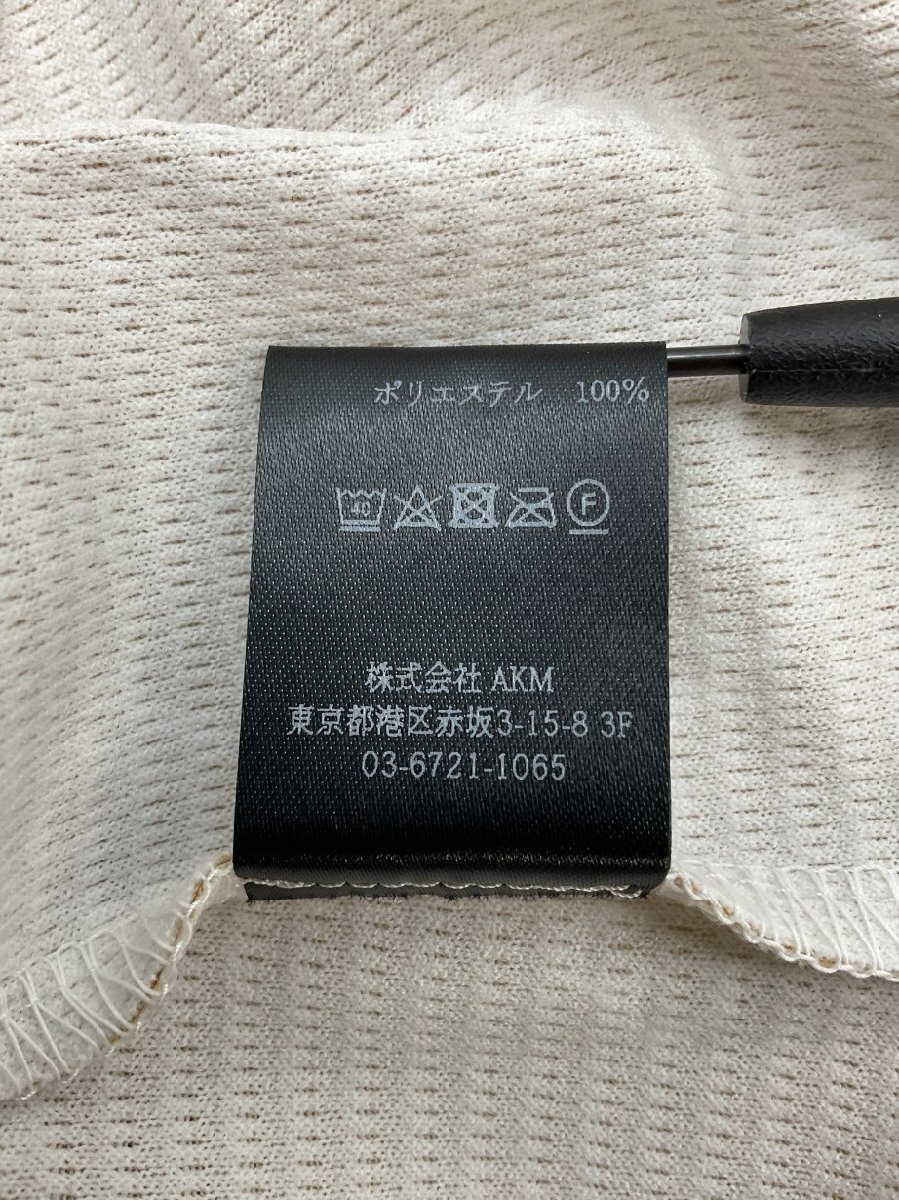 ポリエステル 100%
40 F
株式会社 AKM
東京都港区赤坂3-15-8 3F
03-6721-1065